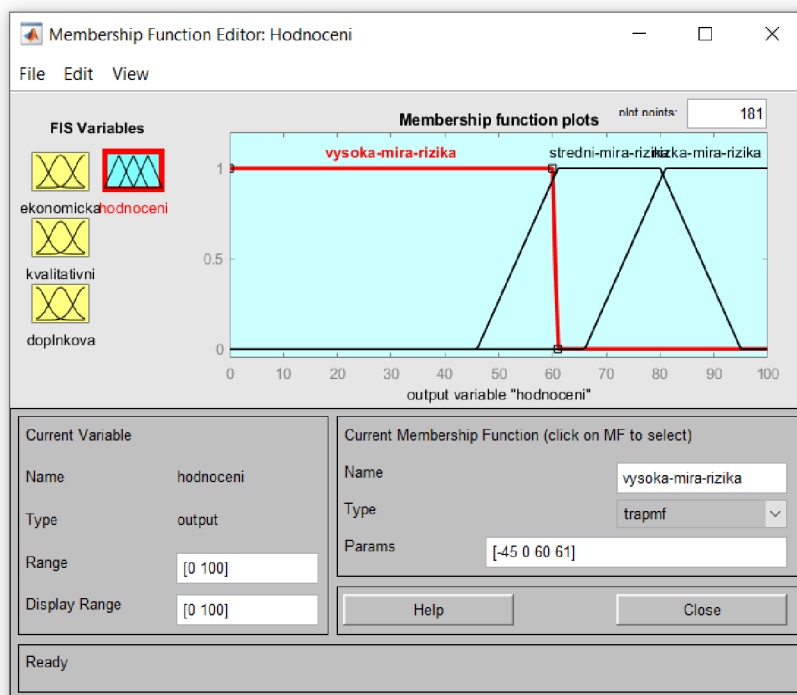 Membership Function Editor: Hodnoceni
File Edit View
FIS Variables
ekonomicka
hodnoceni
kvalitativni
doplnkova
Membership function plots
plot points:
181
vysoka-mira-rizika
stredni-mira-rizika
nizka-mira-rizika
1
0.5
0
0 10 20 30 40 50 60 70 80 90 100
output variable "hodnoceni"
Current Variable
Name hodnoceni
Type output
Range [0 100]
Display Range [0 100]
Current Membership Function (click on MF to select)
Name vysoka-mira-rizika
Type trapmf
Params [-45 0 60 61]
Help
Close
Ready